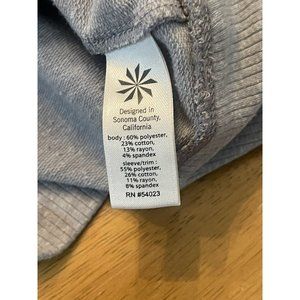 Designed in
Sonoma County,
California
body : 60% polyester,
23% cotton,
13% rayon,
4% spandex
sleeve/trim :
55% polyester,
26% cotton,
11% rayon,
8% spandex
RN #54023